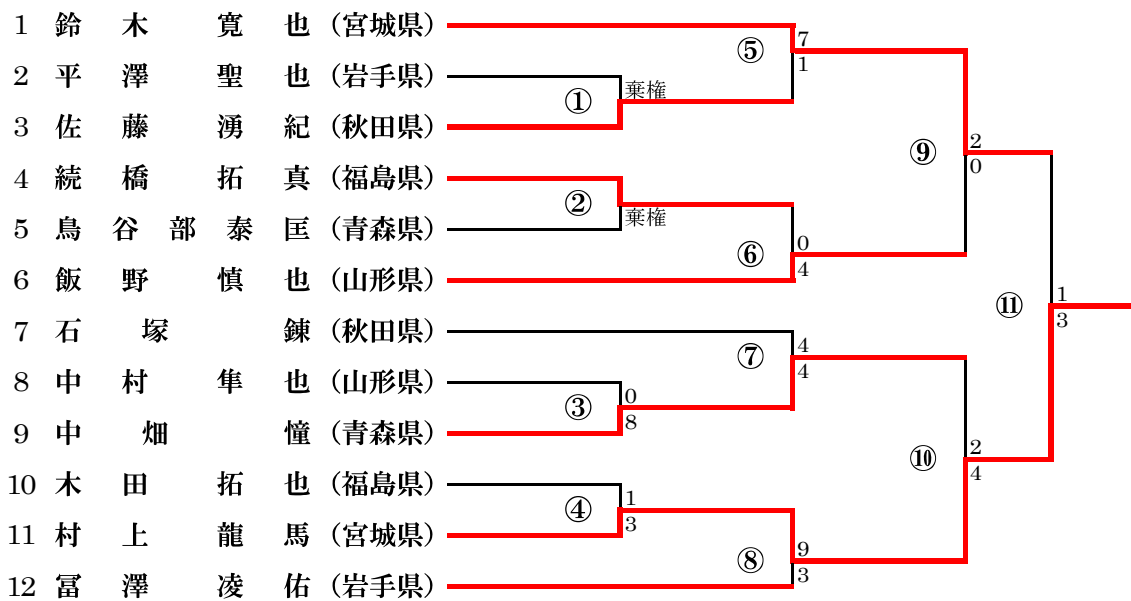 1 鈴木 寛也 (宮城県)
7
⑤
1
2 平澤 聖也 (岩手県)
棄権
①
3 佐藤 湧紀 (秋田県)
2
⑨
0
4 続橋 拓真 (福島県)
②
棄権
5 鳥谷部 泰匡 (青森県)
0
⑥
4
6 飯野 慎也 (山形県)
1
⑪
3
7 石塚 錬 (秋田県)
4
⑦
4
8 中村 隼也 (山形県)
0
③
8
9 中畑 憧 (青森県)
2
⑩
4
10 木田 拓也 (福島県)
1
④
3
11 村上 龍馬 (宮城県)
9
⑧
3
12 冨澤 凌佑 (岩手県)